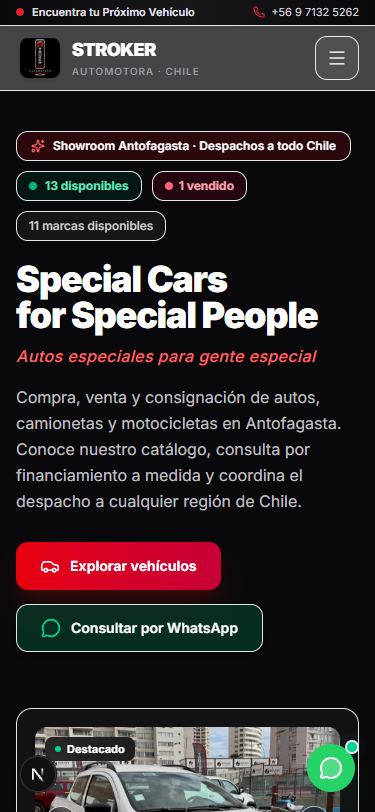 Encuentra tu Próximo Vehículo
+56 9 7132 5262
STROKER
AUTOMOTORA · CHILE
Showroom Antofagasta · Despachos a todo Chile
13 disponibles
1 vendido
11 marcas disponibles
Special Cars
for Special People
Autos especiales para gente especial
Compra, venta y consignación de autos,
camionetas y motocicletas en Antofagasta.
Conoce nuestro catálogo, consulta por
financiamiento a medida y coordina el
despacho a cualquier región de Chile.
Explorar vehículos
Consultar por WhatsApp
Destacado
N